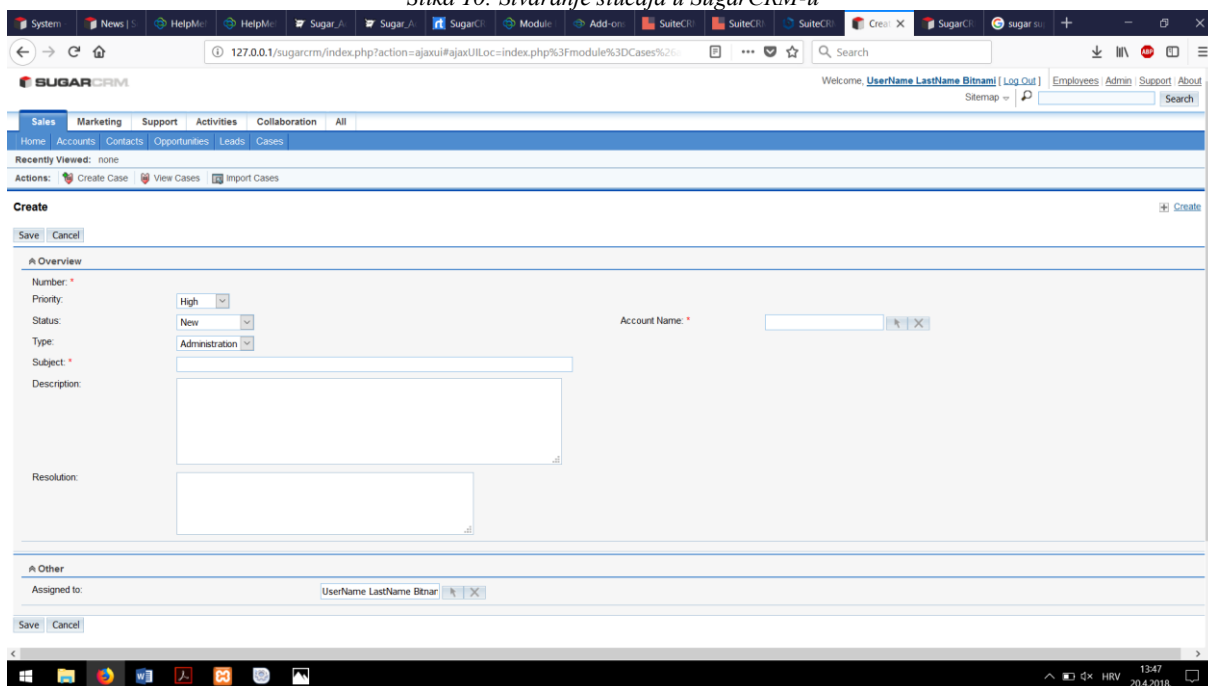 Slika 10. Stvaranje slučaja u SugarCRM-u
System News | S HelpMe HelpMe Sugar_A Sugar_A SugarCR Module Add-ons SuiteCR SuiteCR SuiteCR Creat SugarCR sugar su
127.0.0.1/sugarcrm/index.php?action=ajaxui#ajaxUILoc=index.php%3Fmodule%3DCases%26 Search
SUGARCRM Welcome, UserName LastName Bitnami [ Log Out ] Employees | Admin | Support | About
Sitemap Search
Sales Marketing Support Activities Collaboration All
Home Accounts Contacts Opportunities Leads Cases
Recently Viewed: none
Actions: Create Case View Cases Import Cases
Create Create
Save Cancel
Overview
Number: *
Priority: High
Status: New Account Name: *
Type: Administration
Subject: *
Description:
Resolution:
Other
Assigned to: UserName LastName Bitnar
Save Cancel
HRV 13:47
20.4.2018.